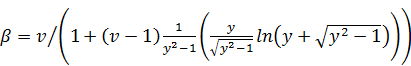 β = v/(1 + (v − 1) 1/(y² − 1) (y/√(y² − 1) ln(y + √(y² − 1))))